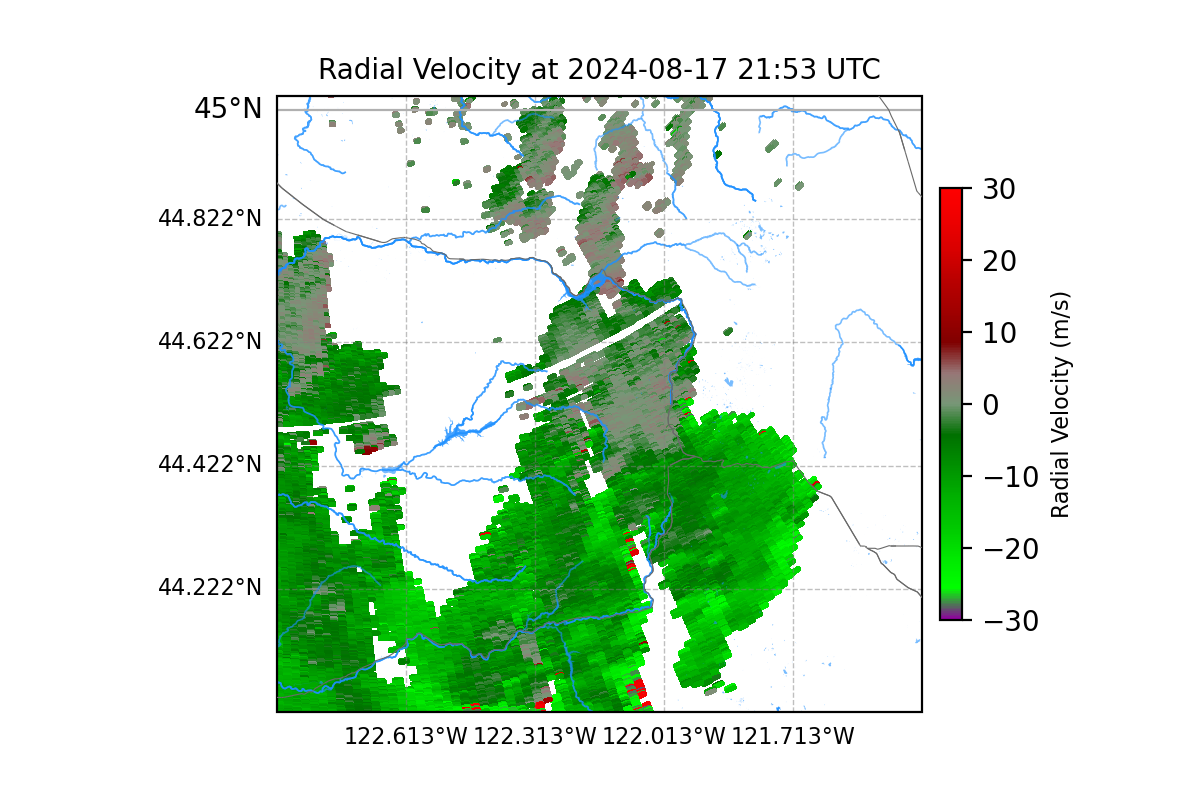 Radial Velocity at 2024-08-17 21:53 UTC
45°N
44.822°N
44.622°N
44.422°N
44.222°N
122.613°W 122.313°W 122.013°W 121.713°W
30
20
10
0
−10
−20
−30
Radial Velocity (m/s)